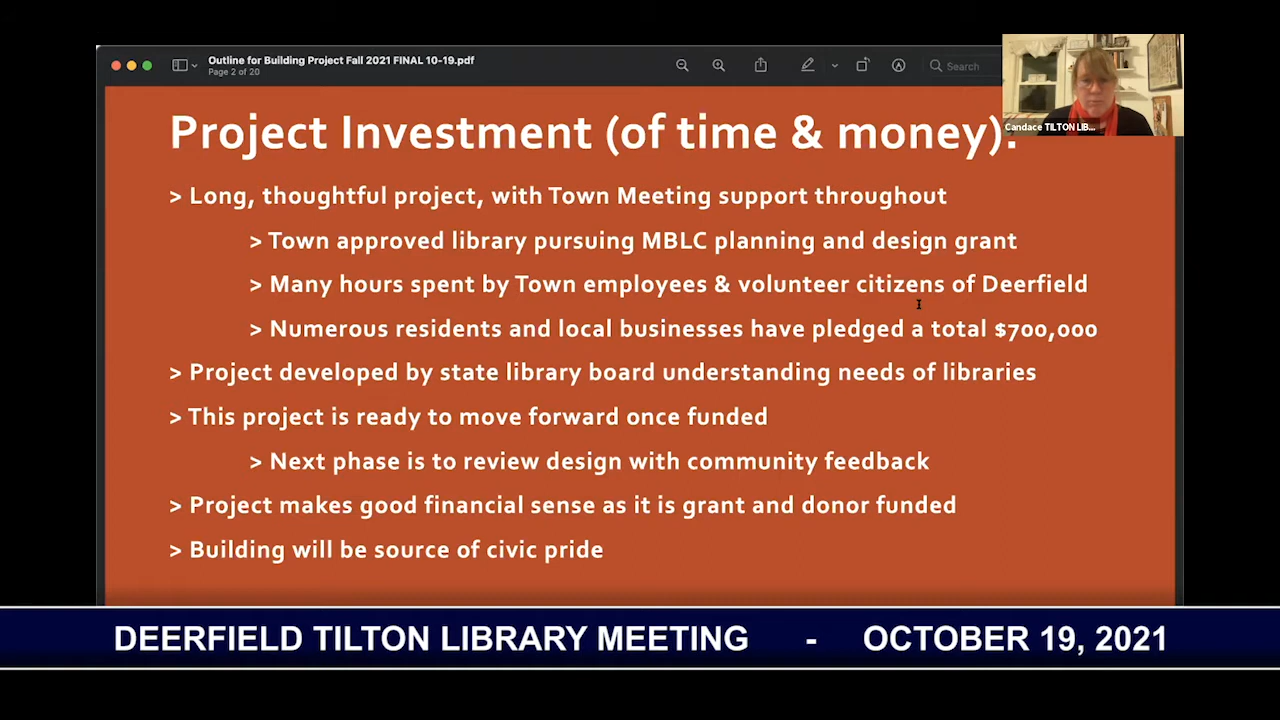 Outline for Building Project Fall 2021 FINAL 10-19.pdf
Page 2 of 20
Search
Candace TILTON LIB...
Project Investment (of time & money):
> Long, thoughtful project, with Town Meeting support throughout
> Town approved library pursuing MBLC planning and design grant
> Many hours spent by Town employees & volunteer citizens of Deerfield
> Numerous residents and local businesses have pledged a total $700,000
> Project developed by state library board understanding needs of libraries
> This project is ready to move forward once funded
> Next phase is to review design with community feedback
> Project makes good financial sense as it is grant and donor funded
> Building will be source of civic pride
DEERFIELD TILTON LIBRARY MEETING - OCTOBER 19, 2021